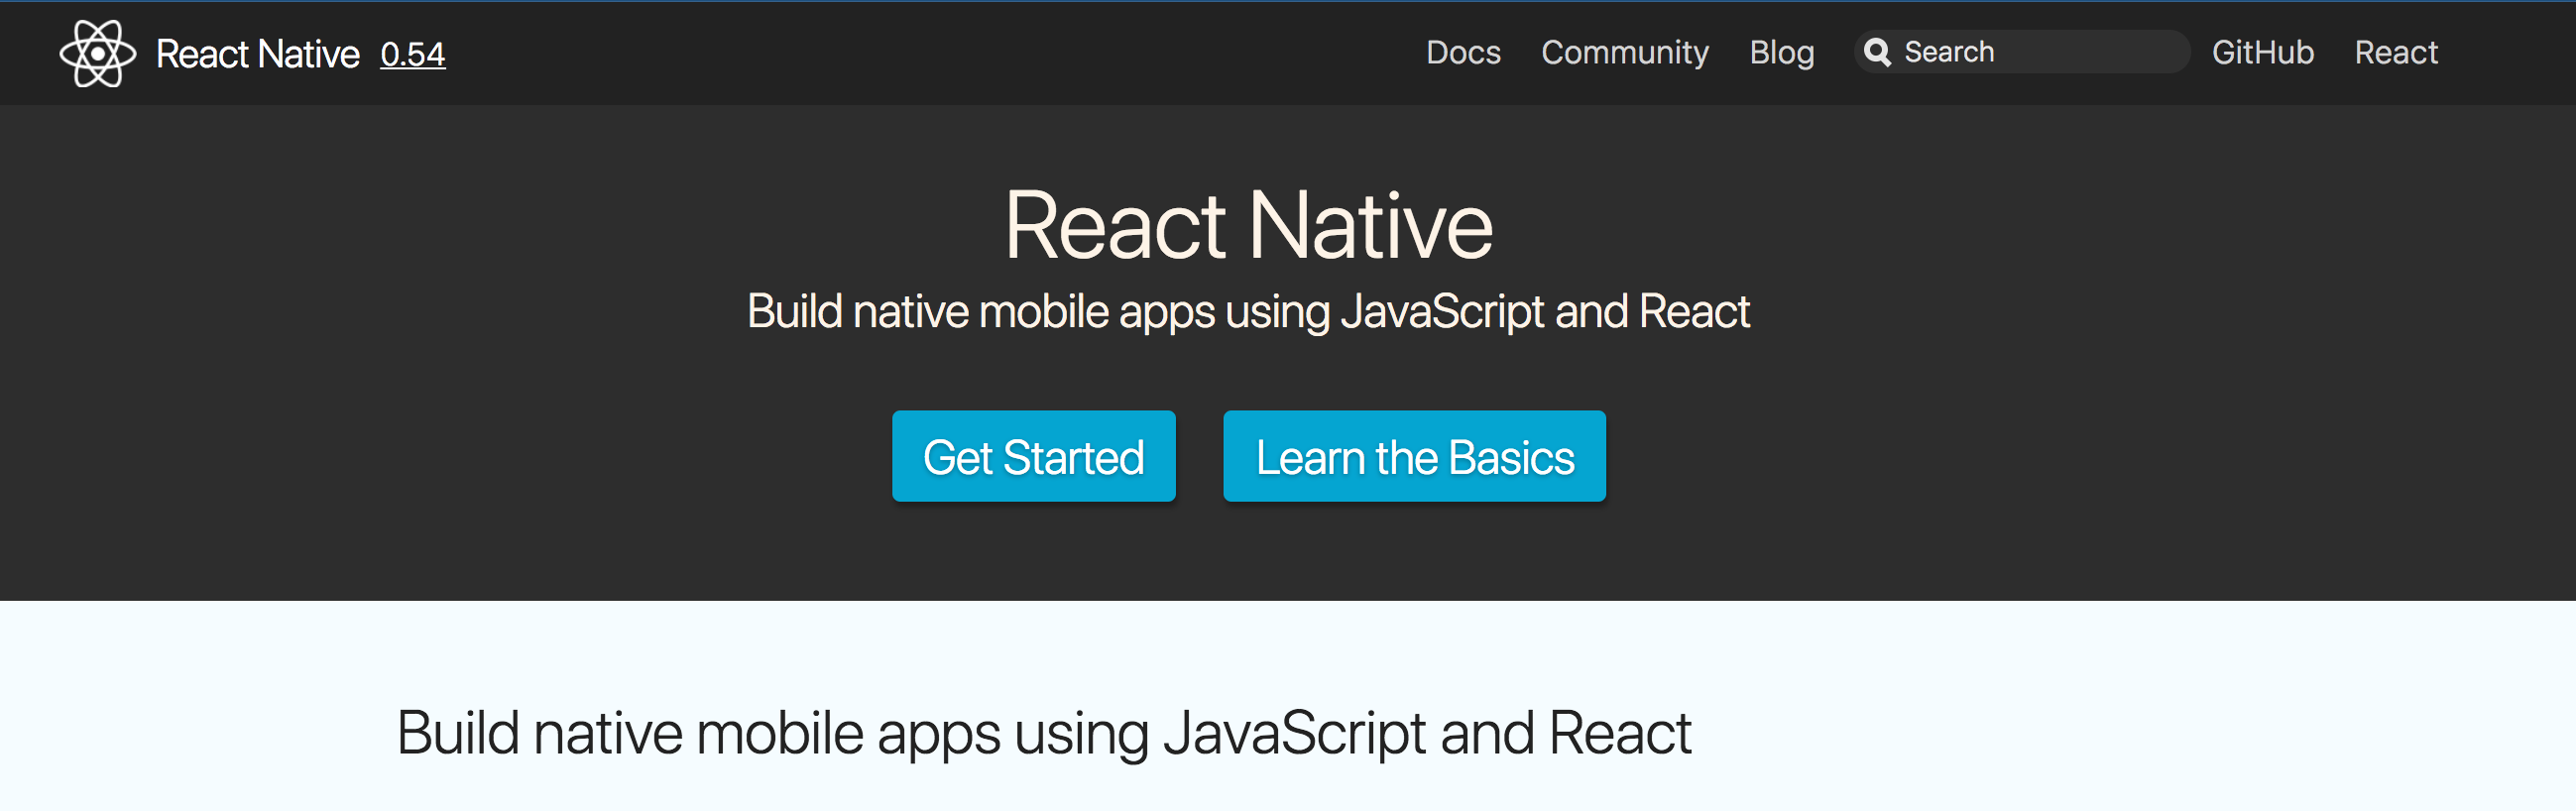 React Native 0.54 Docs Community Blog Search GitHub React
React Native
Build native mobile apps using JavaScript and React
Get Started Learn the Basics
Build native mobile apps using JavaScript and React